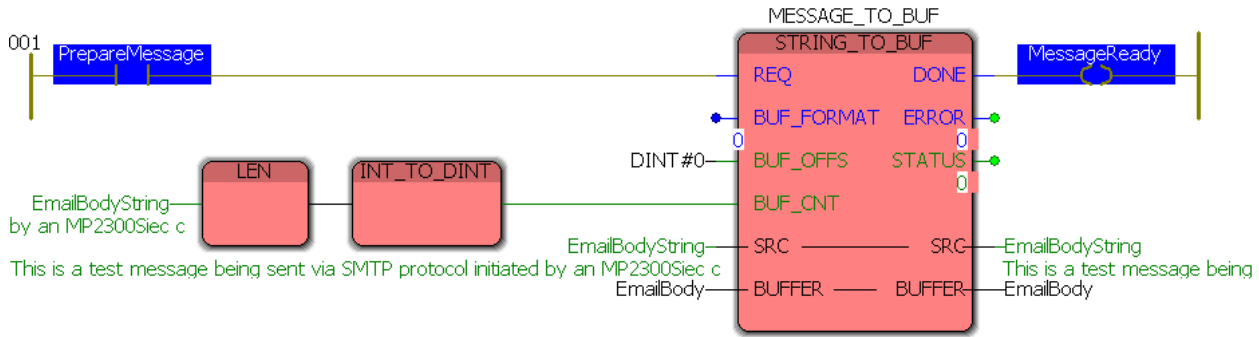 MESSAGE_TO_BUF
001
PrepareMessage
STRING_TO_BUF
MessageReady
REQ DONE
BUF_FORMAT ERROR
0 0
DINT#0 BUF_OFFS STATUS
0
LEN INT_TO_DINT
EmailBodyString BUF_CNT
by an MP2300Siec c
EmailBodyString SRC SRC EmailBodyString
This is a test message being sent via SMTP protocol initiated by an MP2300Siec c This is a test message being
EmailBody BUFFER BUFFER EmailBody